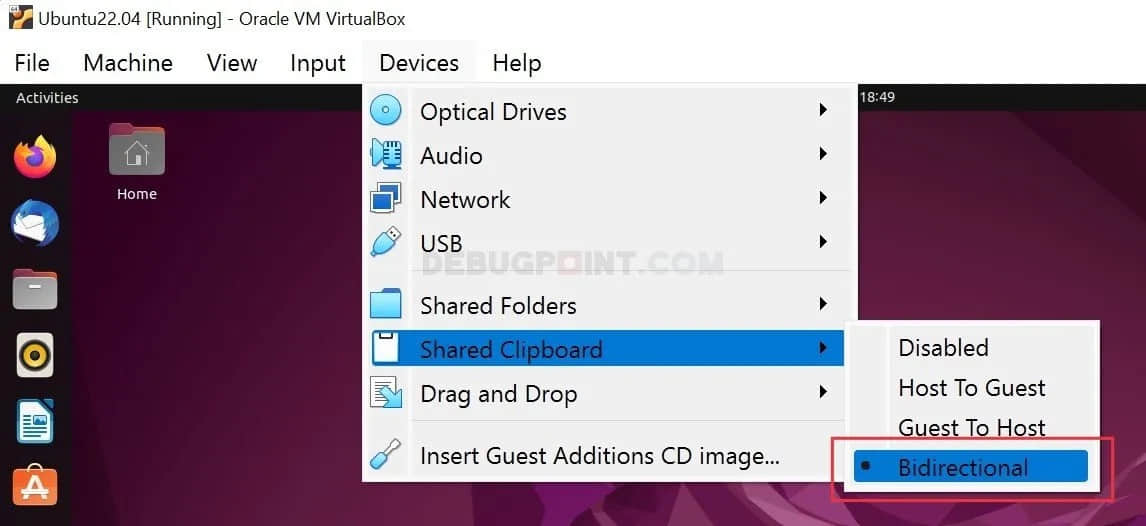 Ubuntu22.04 [Running] - Oracle VM VirtualBox
File Machine View Input Devices Help
Activities
18:49
Home
Optical Drives
Audio
Network
USB
DEBUGPOINT.COM
Shared Folders
Shared Clipboard
Drag and Drop
Insert Guest Additions CD image...
Disabled
Host To Guest
Guest To Host
Bidirectional